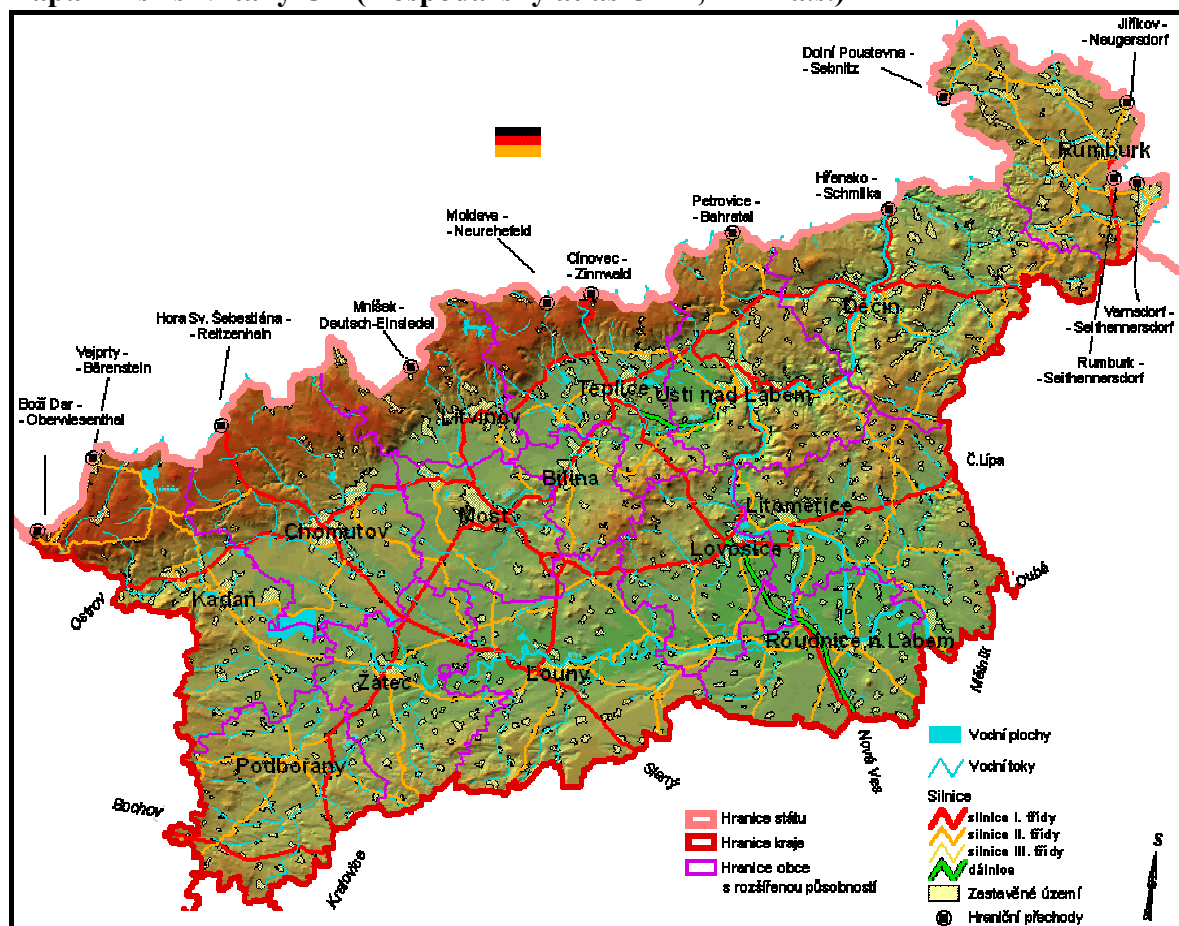 Jiříkov -
- Neugersdorf
Dolní Poustevna -
- Sebnitz
Rumburk
Hřensko -
- Schmilka
Petrovice -
- Bahratal
Moldava -
- Neurehefeld
Cínovec -
- Zinnwald
Mníšek -
- Deutsch-Einsiedel
Hora Sv. Šebestiána -
- Reitzenhein
Vejprty -
- Bärenstein
Boží Dar -
- Oberwiesenthal
Varnsdorf -
- Seithennersdorf
Rumburk -
- Seithennersdorf
Děčín
Teplice
Ústí nad Labem
Litvínov
Bílina
Č.Lípa
Most
Litoměřice
Chomutov
Lovosice
Dubá
Kadaň
Ostrov
Roudnice n.Labem
Mělník
Žatec
Louny
Podbořany
Slaný
Nová Ves
Bochov
Kralovice
Vodní plochy
Vodní toky
Silnice
silnice I. třídy
silnice II. třídy
silnice III. třídy
dálnice
Zastavěné území
Hraniční přechody
Hranice státu
Hranice kraje
Hranice obce
s rozšířenou působností
S